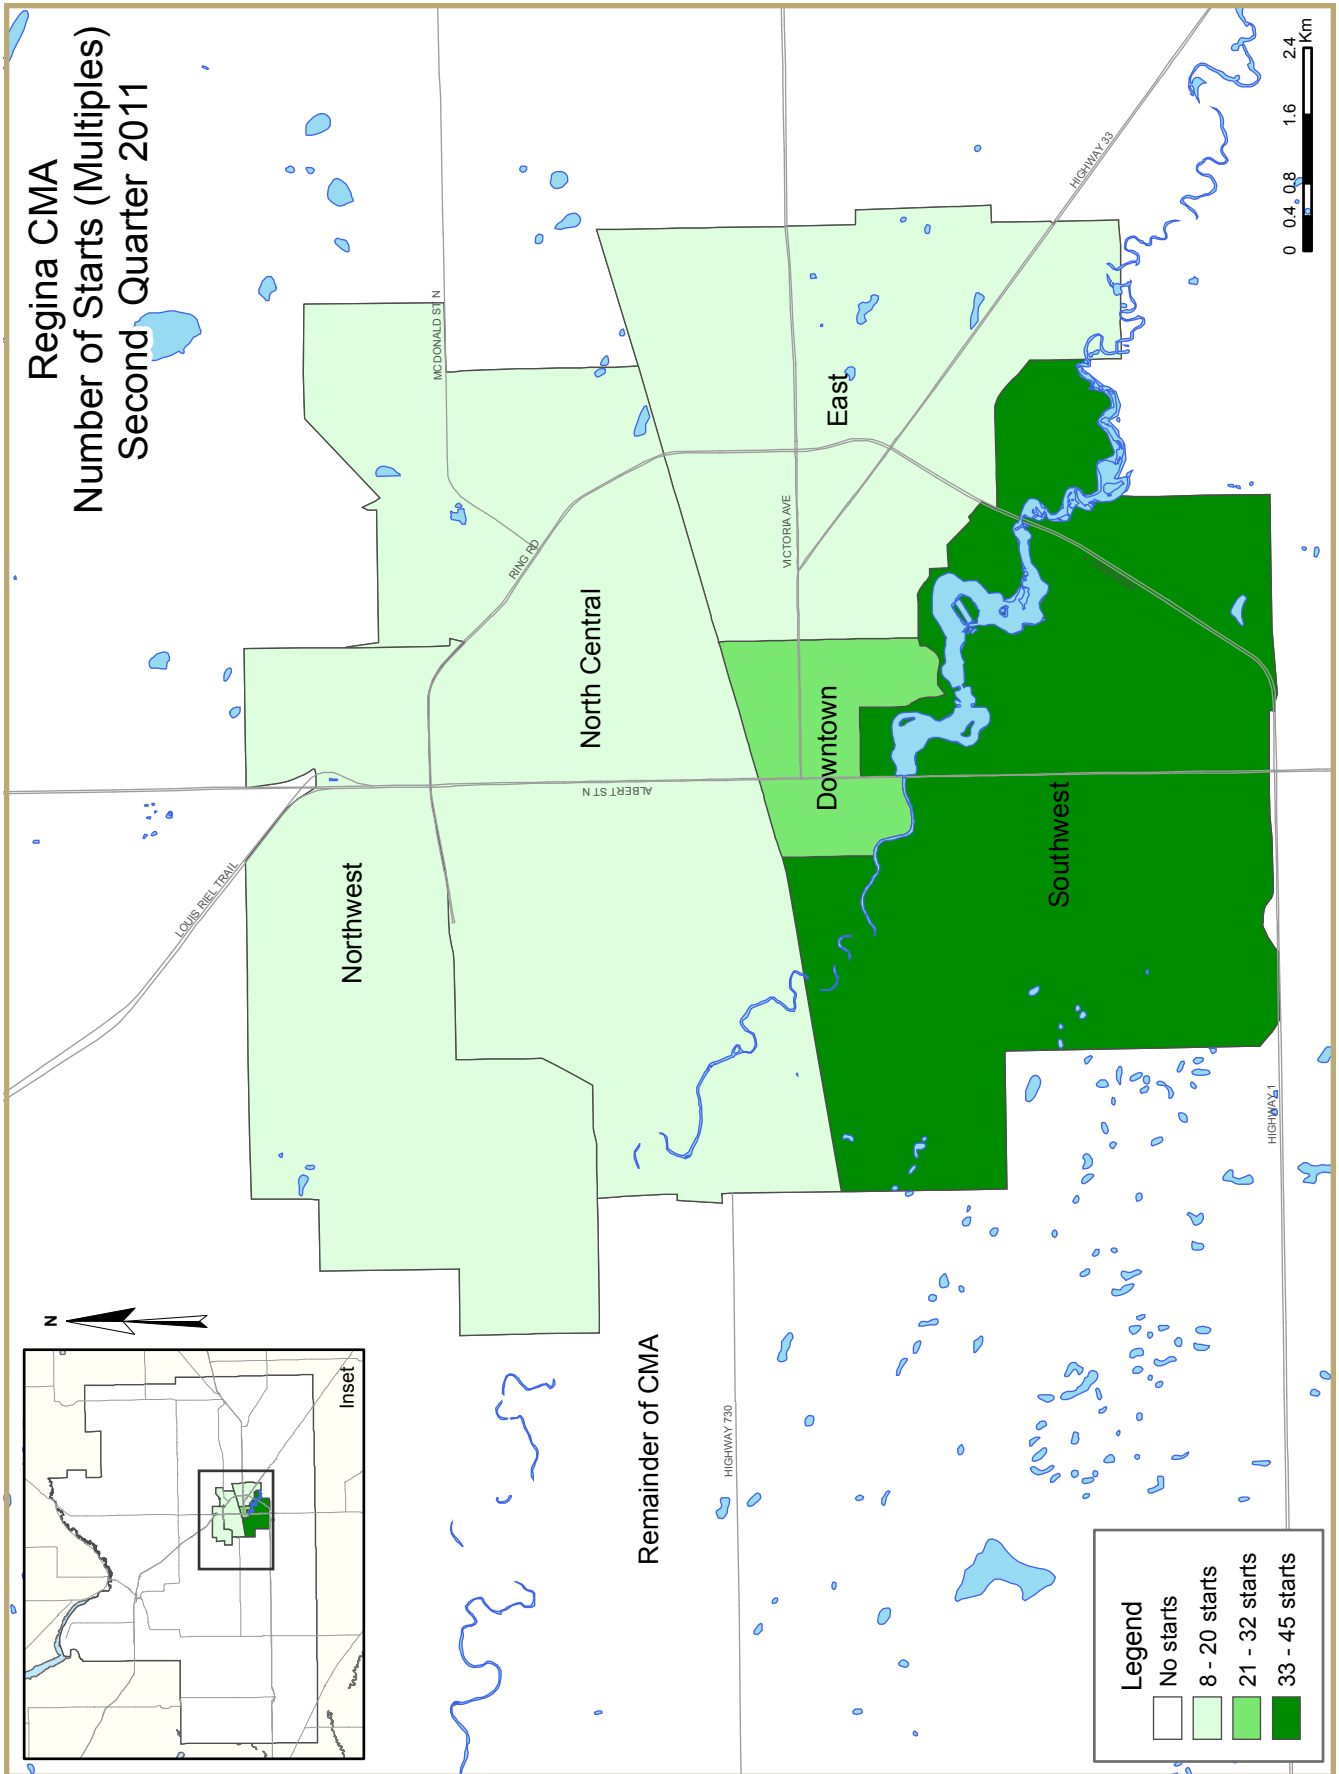 Regina CMA
Number of Starts (Multiples)
Second Quarter 2011
N
Inset
LOUIS RIEL TRAIL
MCDONALD ST N
RING RD
Northwest
North Central
ALBERT ST N
VICTORIA AVE
East
HIGHWAY 33
Downtown
Southwest
Remainder of CMA
HIGHWAY 730
HIGHWAY 1
Legend
No starts
8 - 20 starts
21 - 32 starts
33 - 45 starts
0 0.4 0.8 1.6 2.4
Km